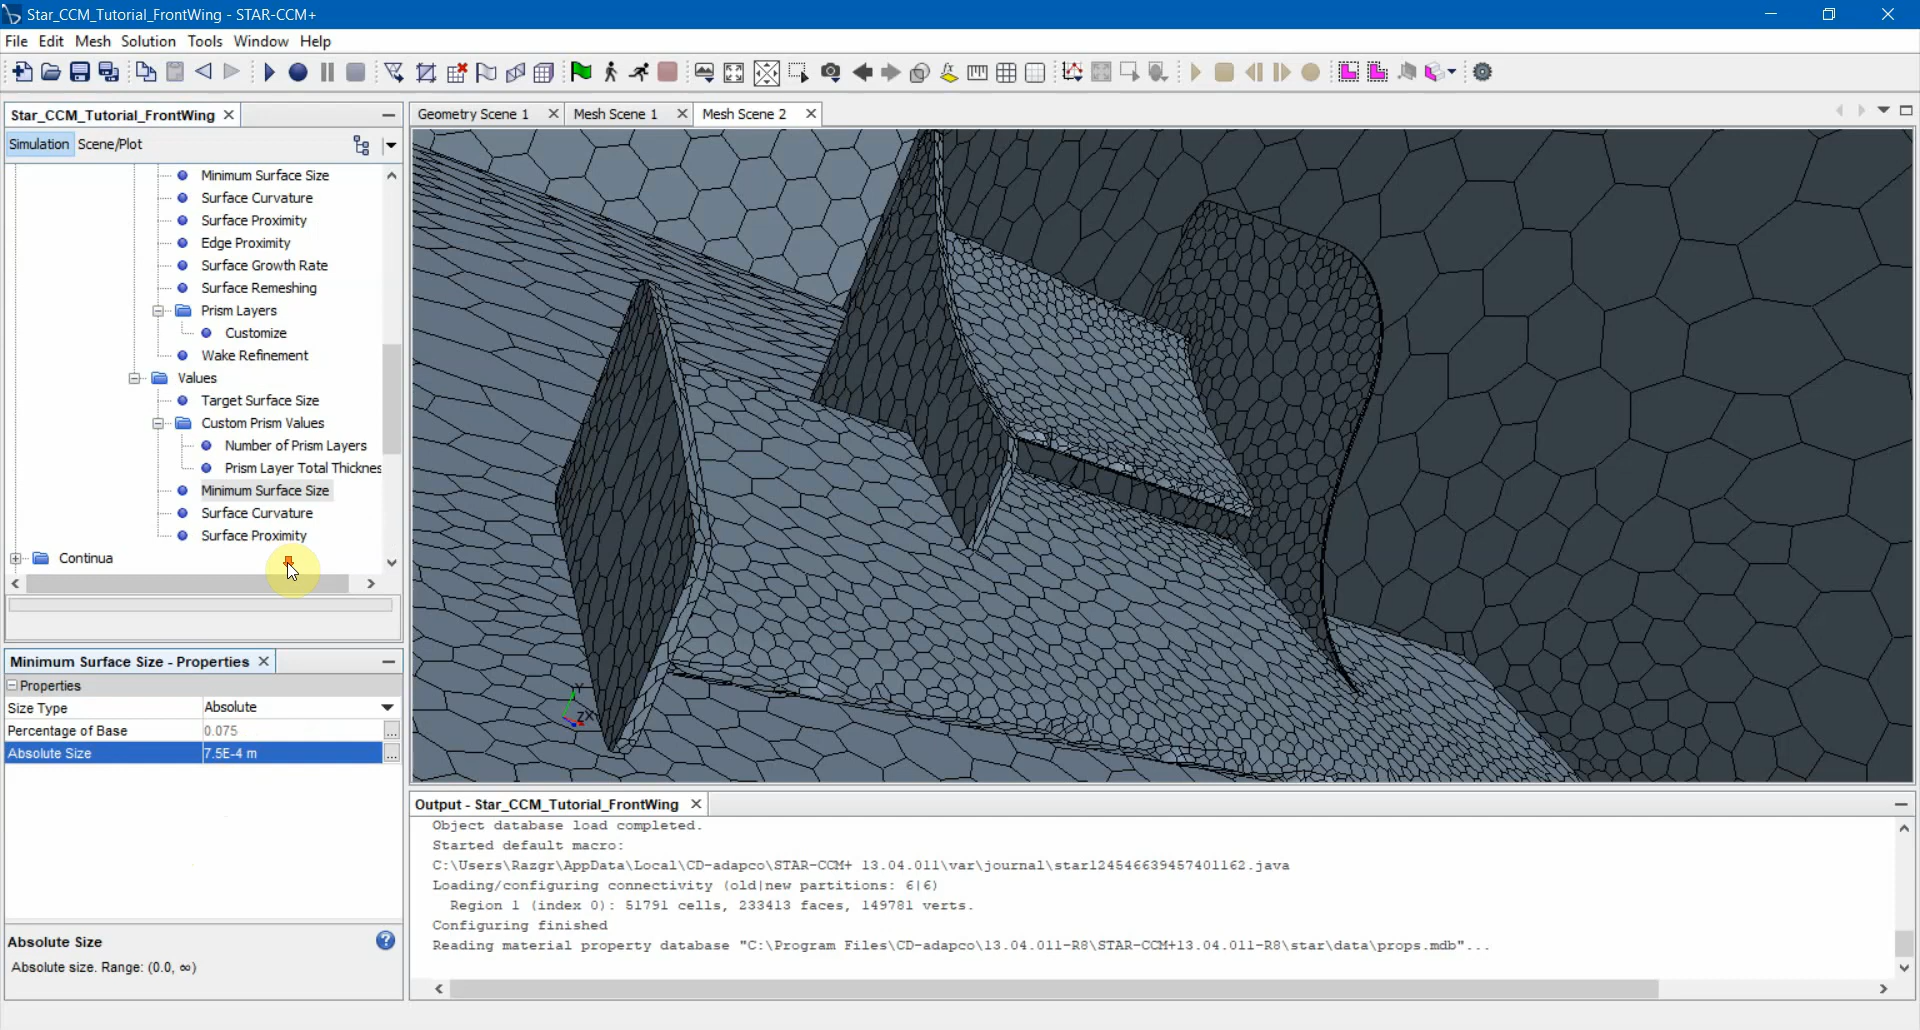 Star_CCM_Tutorial_FrontWing - STAR-CCM+
File Edit Mesh Solution Tools Window Help
Star_CCM_Tutorial_FrontWing
Simulation Scene/Plot
Minimum Surface Size
Surface Curvature
Surface Proximity
Edge Proximity
Surface Growth Rate
Surface Remeshing
Prism Layers
Customize
Wake Refinement
Values
Target Surface Size
Custom Prism Values
Number of Prism Layers
Prism Layer Total Thicknes
Minimum Surface Size
Surface Curvature
Surface Proximity
Continua
Minimum Surface Size - Properties
Properties
Size Type Absolute
Percentage of Base 0.075 ...
Absolute Size 7.5E-4 m ...
Absolute Size
Absolute size. Range: (0.0, ∞)
Geometry Scene 1 Mesh Scene 1 Mesh Scene 2
Y
ZX
Output - Star_CCM_Tutorial_FrontWing
Object database load completed.
Started default macro:
C:\Users\Razgr\AppData\Local\CD-adapco\STAR-CCM+ 13.04.011\var\journal\star124546639457401162.java
Loading/configuring connectivity (old|new partitions: 6|6)
Region 1 (index 0): 51791 cells, 233413 faces, 149781 verts.
Configuring finished
Reading material property database "C:\Program Files\CD-adapco\13.04.011-R8\STAR-CCM+13.04.011-R8\star\data\props.mdb"...